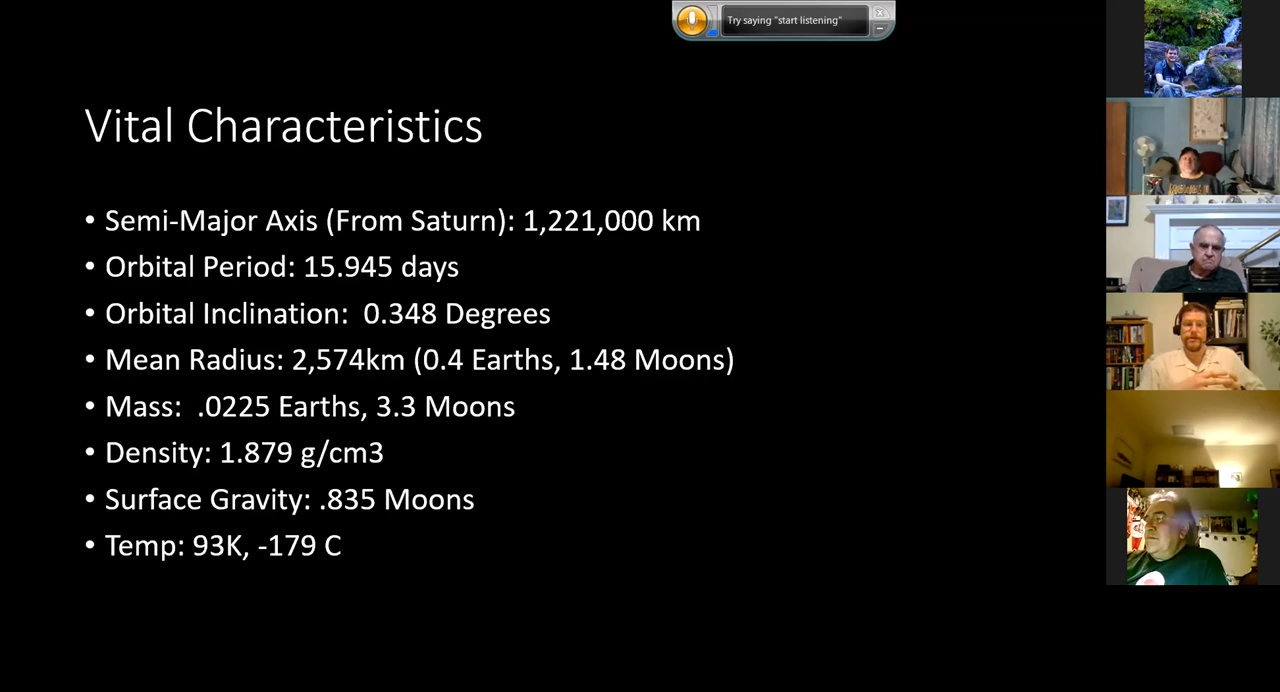 Try saying "start listening"
Vital Characteristics
• Semi-Major Axis (From Saturn): 1,221,000 km
• Orbital Period: 15.945 days
• Orbital Inclination:  0.348 Degrees
• Mean Radius: 2,574km (0.4 Earths, 1.48 Moons)
• Mass:  .0225 Earths, 3.3 Moons
• Density: 1.879 g/cm3
• Surface Gravity: .835 Moons
• Temp: 93K, -179 C